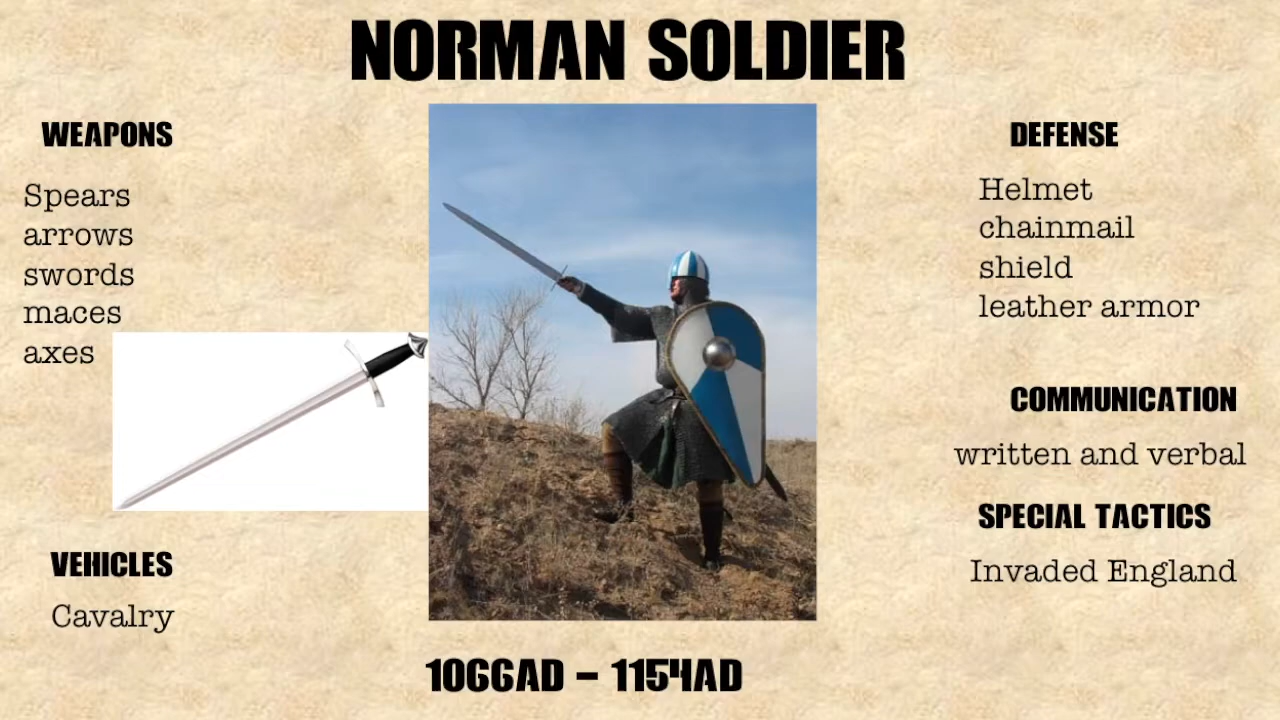 NORMAN SOLDIER
WEAPONS
Spears
arrows
swords
maces
axes
VEHICLES
Cavalry
DEFENSE
Helmet
chainmail
shield
leather armor
COMMUNICATION
written and verbal
SPECIAL TACTICS
Invaded England
1066AD - 1154AD